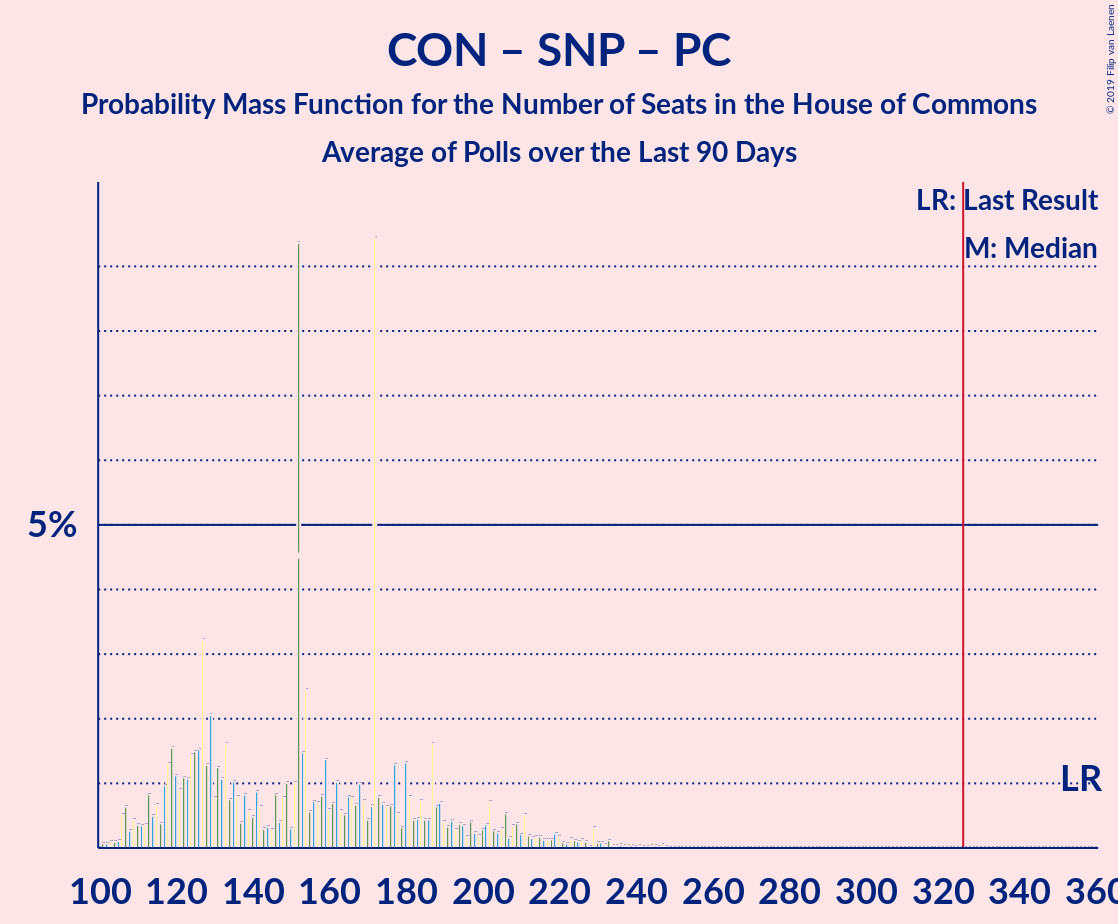 CON – SNP – PC
Probability Mass Function for the Number of Seats in the House of Commons
Average of Polls over the Last 90 Days
© 2019 Filip van Laenen
LR: Last Result
M: Median
5%
LR
100 120 140 160 180 200 220 240 260 280 300 320 340 360